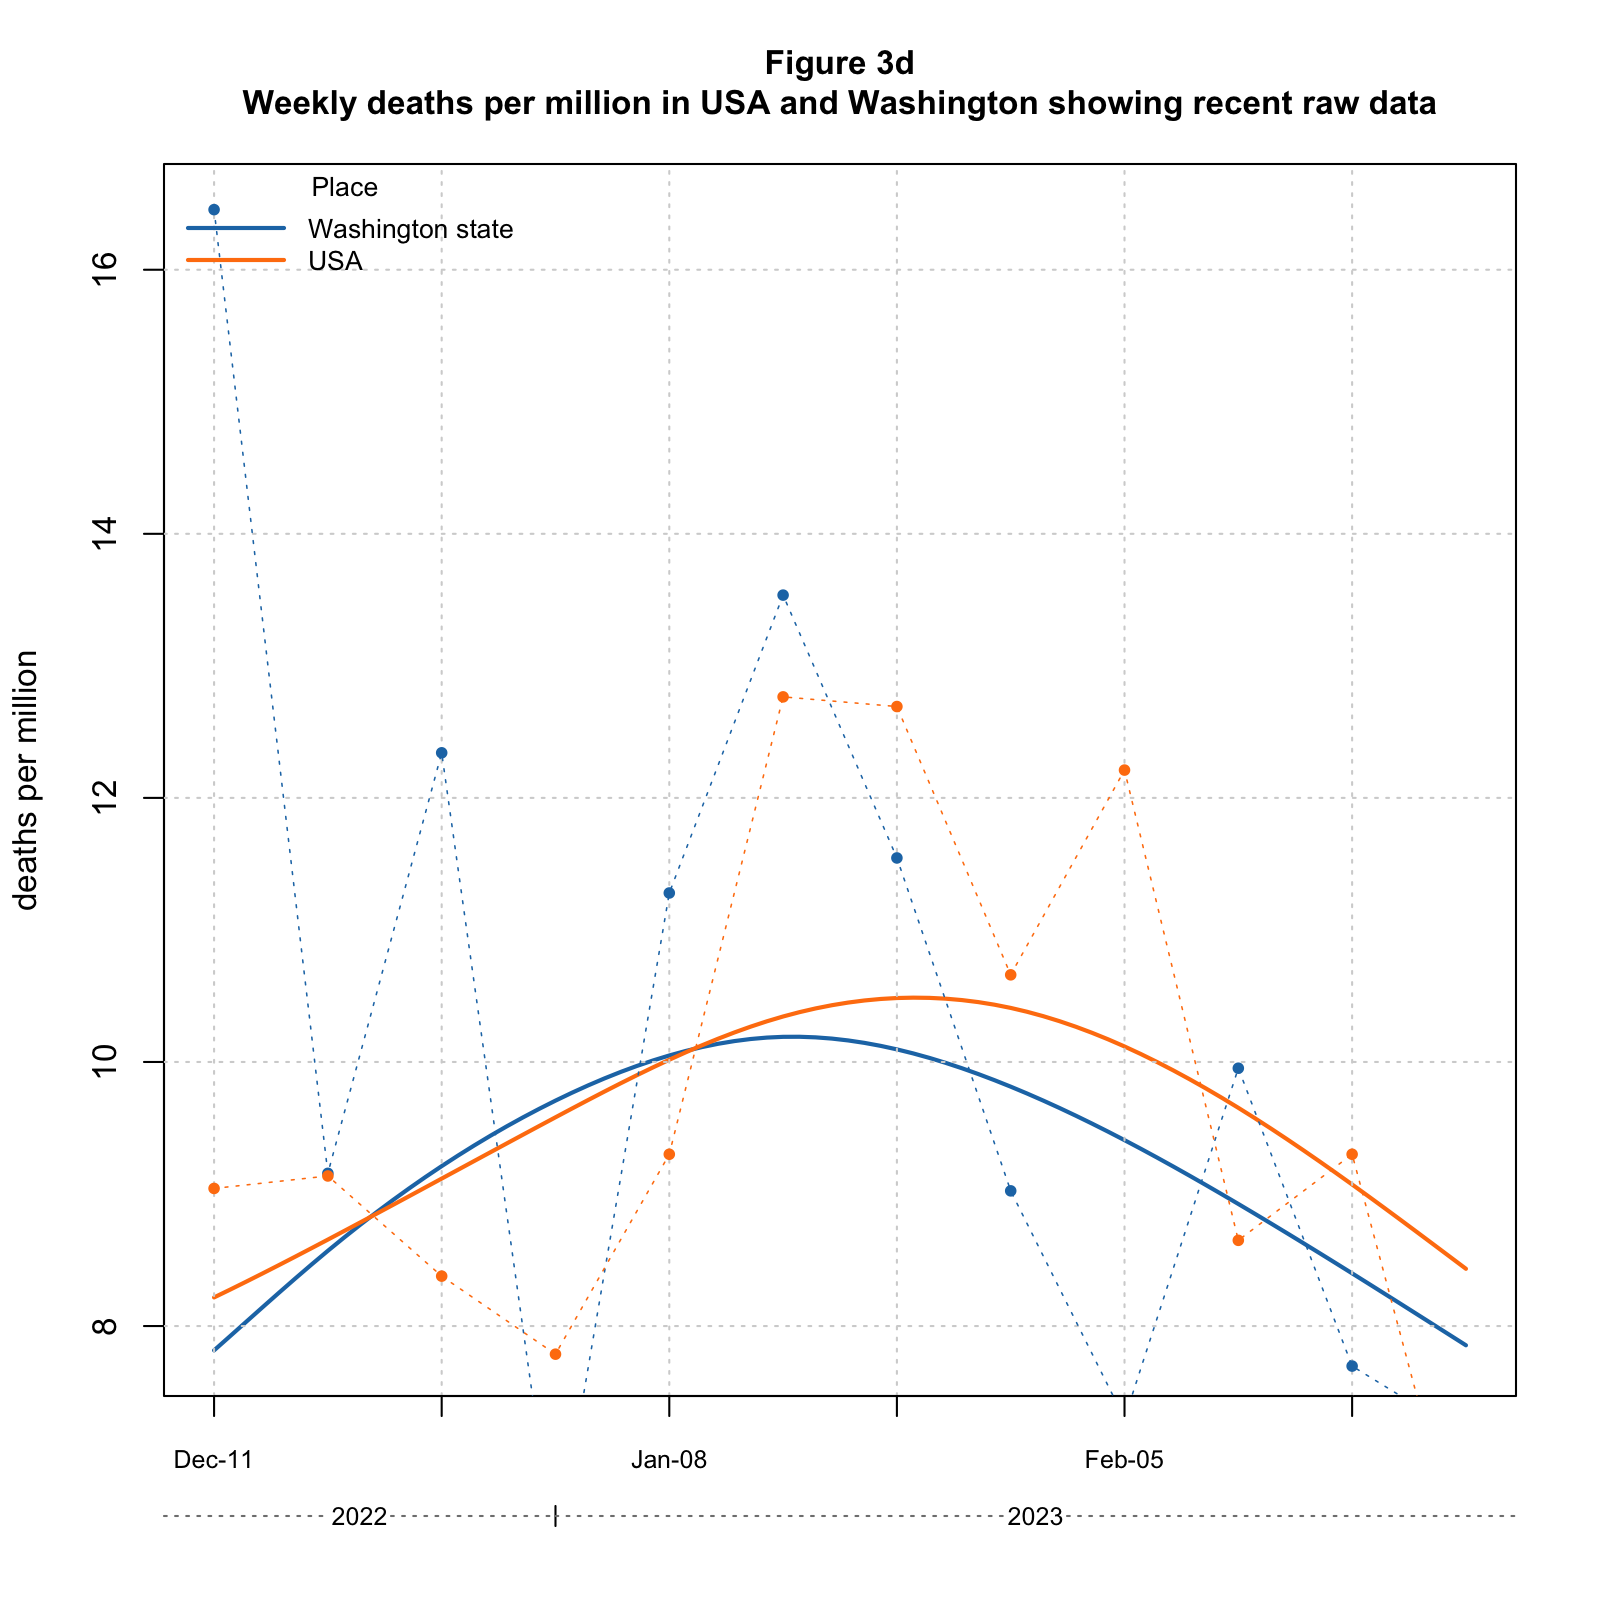 Figure 3d
Weekly deaths per million in USA and Washington showing recent raw data
Place
Washington state
USA
16
14
12
10
8
deaths per million
Dec-11
Jan-08
Feb-05
2022
2023